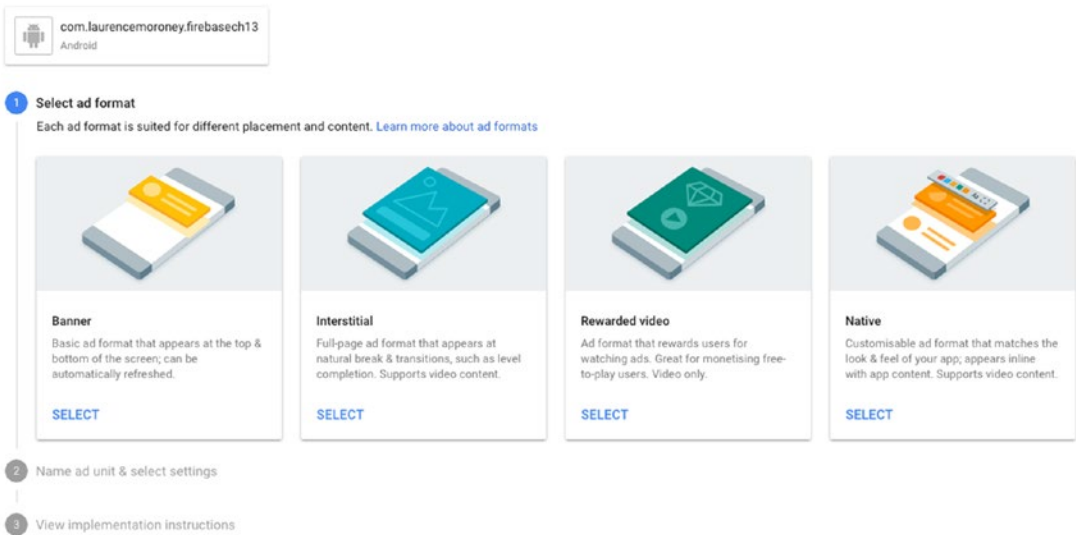 com.laurencemoroney.firebasech13
Android
1 Select ad format
Each ad format is suited for different placement and content. Learn more about ad formats
Banner
Basic ad format that appears at the top &
bottom of the screen; can be
automatically refreshed.
SELECT
Interstitial
Full-page ad format that appears at
natural break & transitions, such as level
completion. Supports video content.
SELECT
Rewarded video
Ad format that rewards users for
watching ads. Great for monetising free-
to-play users. Video only.
SELECT
Native
Customisable ad format that matches the
look & feel of your app; appears inline
with app content. Supports video content.
SELECT
2 Name ad unit & select settings
3 View implementation instructions